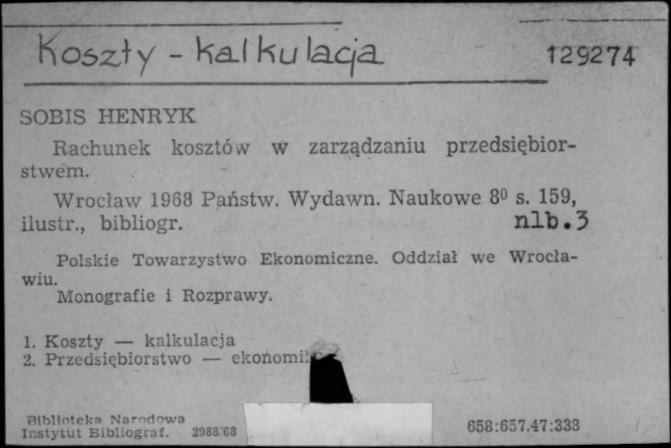 Koszty - kalkulacja 129274
SOBIS HENRYK
Rachunek kosztów w zarządzaniu przedsiębior-
stwem.
Wrocław 1968 Państw. Wydawn. Naukowe 8⁰ s. 159,
ilustr., bibliogr. nlb.3
Polskie Towarzystwo Ekonomiczne. Oddział we Wrocła-
wiu.
Monografie i Rozprawy.
1. Koszty — kalkulacja
2. Przedsiębiorstwo —
Biblioteka Narodowa
Instytut Bibliograf. 2988/68 658:657.47:338